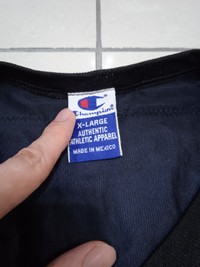 Champion
X-LARGE
AUTHENTIC
ATHLETIC APPAREL
MADE IN MEXICO